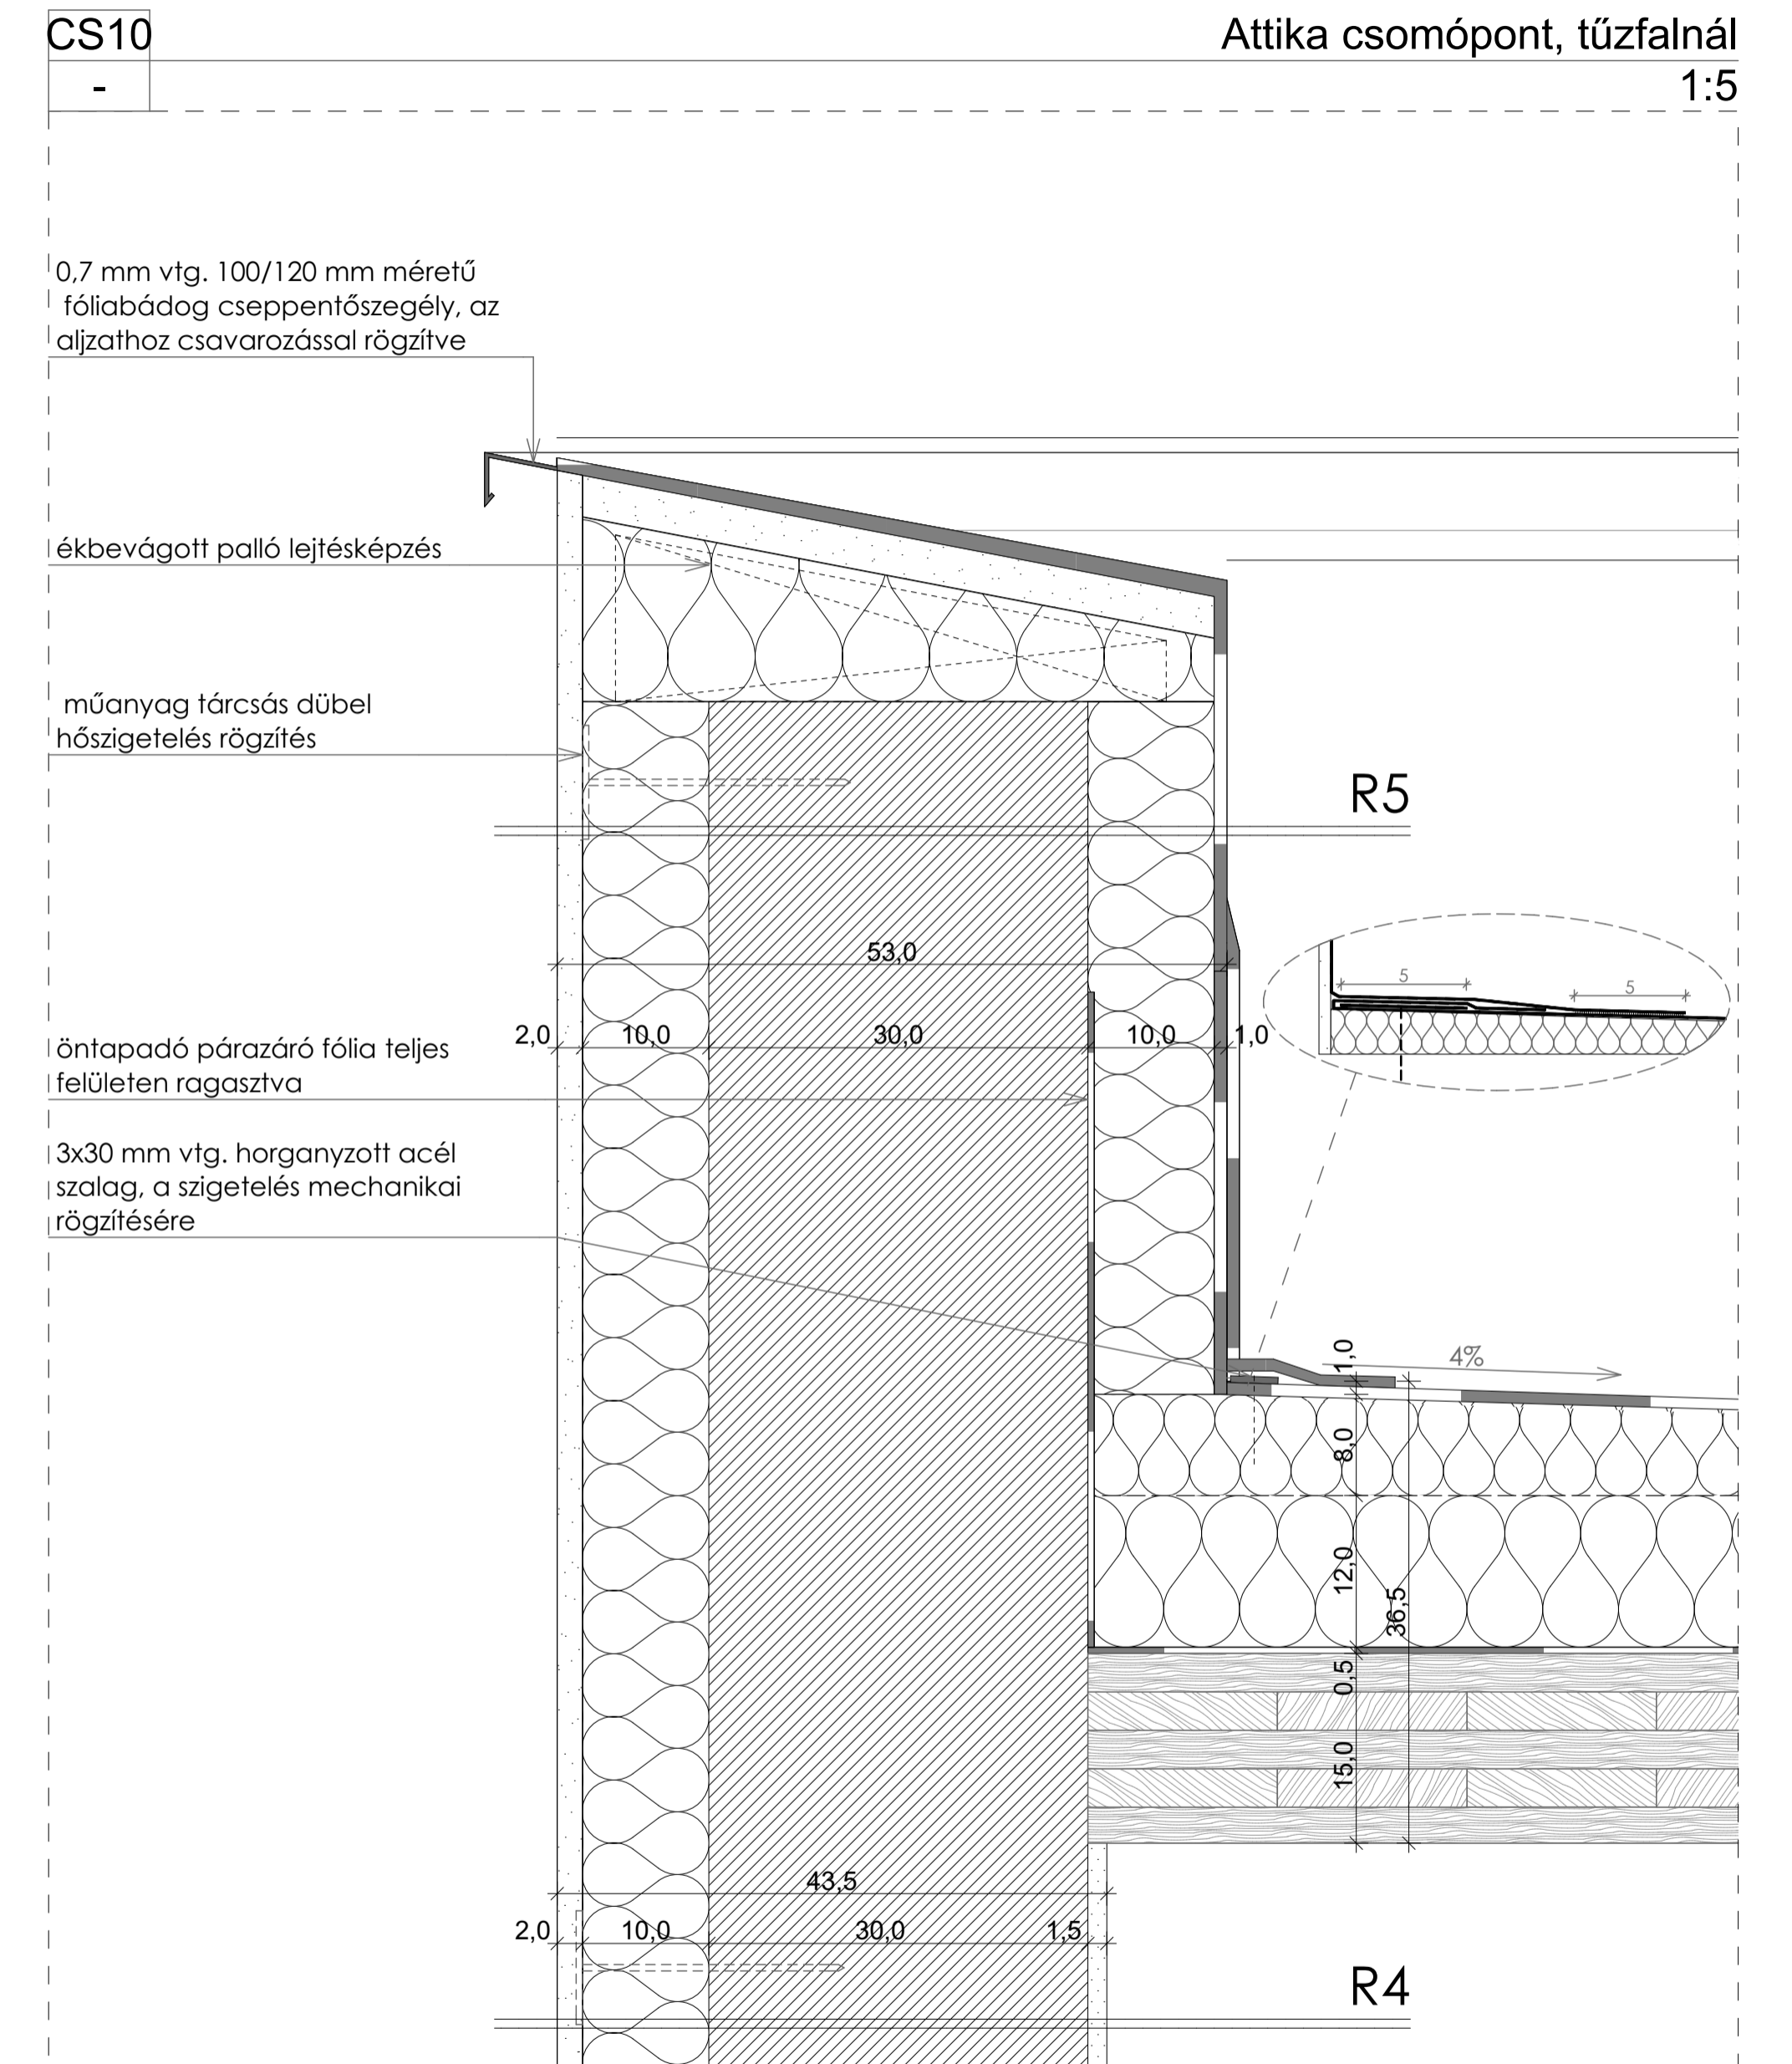 CS10
Attika csomópont, tűzfalnál
-
1:5
0,7 mm vtg. 100/120 mm méretű
fóliabádog cseppentőszegély, az
aljzathoz csavarozással rögzítve
ékbevágott palló lejtésképzés
műanyag tárcsás dübel
hőszigetelés rögzítés
R5
53,0
5
5
2,0
10,0
30,0
10,0
1,0
öntapadó párazáró fólia teljes
felületen ragasztva
3x30 mm vtg. horganyzott acél
szalag, a szigetelés mechanikai
rögzítésére
1,0
4%
8,0
12,0
36,5
0,5
15,0
43,5
2,0
10,0
30,0
1,5
R4